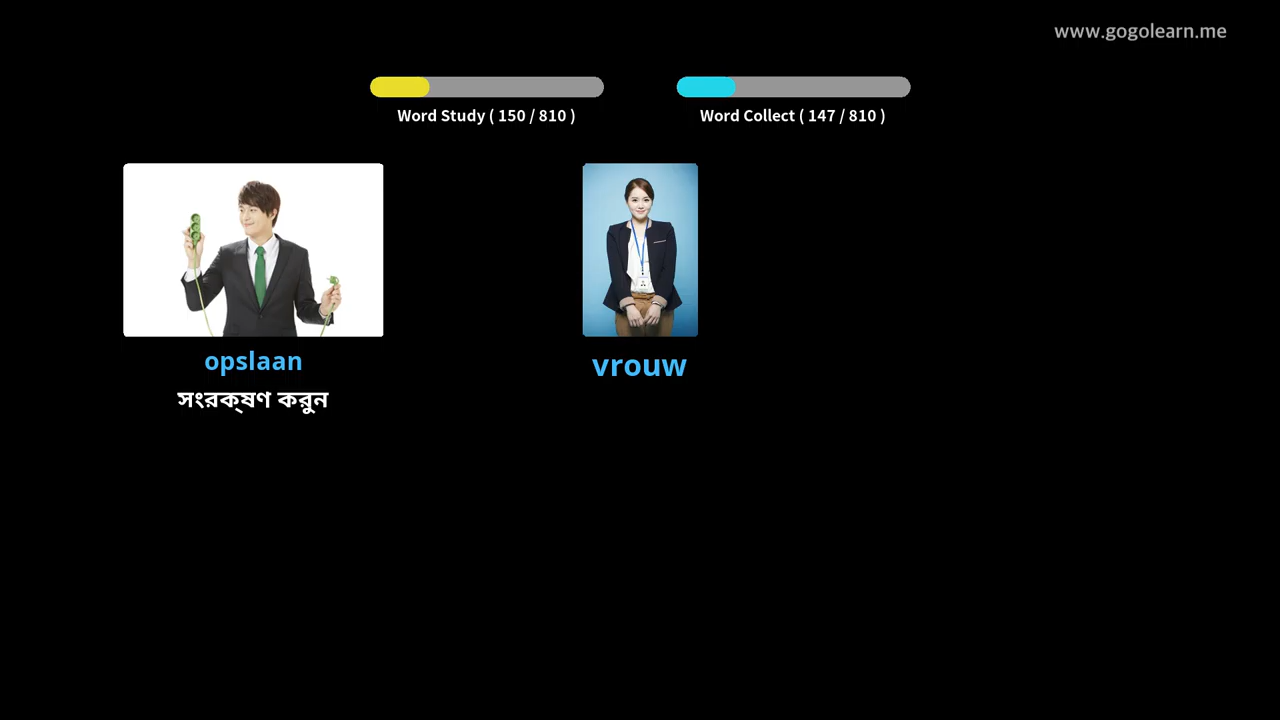 www.gogolearn.me
Word Study ( 150 / 810 )
Word Collect ( 147 / 810 )
opslaan
vrouw
সংরক্ষণ করুন